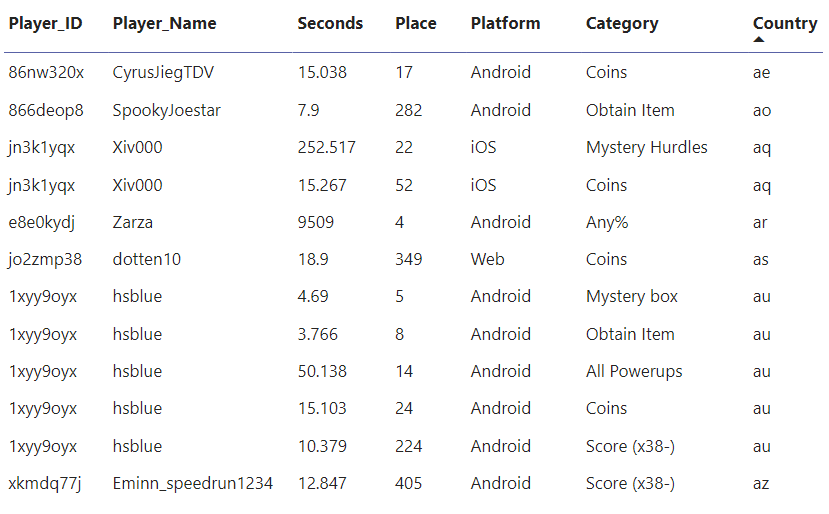 Player_ID Player_Name Seconds Place Platform Category Country
86nw320x CyrusJiegTDV 15.038 17 Android Coins ae
866deop8 SpookyJoestar 7.9 282 Android Obtain Item ao
jn3k1yqx Xiv000 252.517 22 iOS Mystery Hurdles aq
jn3k1yqx Xiv000 15.267 52 iOS Coins aq
e8e0kydj Zarza 9509 4 Android Any% ar
jo2zmp38 dotten10 18.9 349 Web Coins as
1xyy9oyx hsblue 4.69 5 Android Mystery box au
1xyy9oyx hsblue 3.766 8 Android Obtain Item au
1xyy9oyx hsblue 50.138 14 Android All Powerups au
1xyy9oyx hsblue 15.103 24 Android Coins au
1xyy9oyx hsblue 10.379 224 Android Score (x38-) au
xkmdq77j Eminn_speedrun1234 12.847 405 Android Score (x38-) az